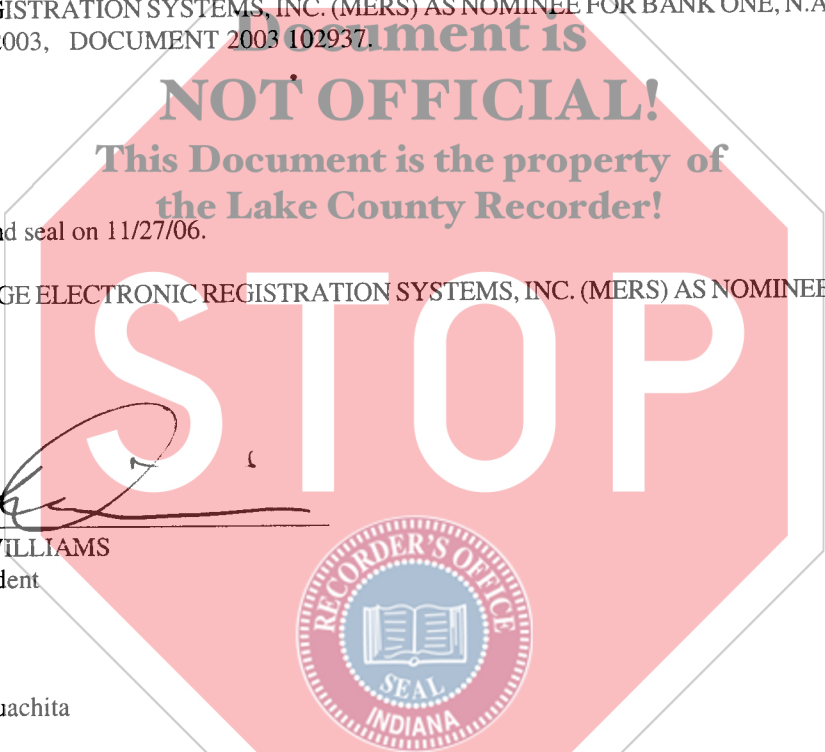 GISTRATION SYSTEMS, INC. (MERS) AS NOMINEE FOR BANK ONE, N.A
2003, DOCUMENT 2003 102937.
Document is
NOT OFFICIAL!
This Document is the property of
the Lake County Recorder!
nd seal on 11/27/06.
GE ELECTRONIC REGISTRATION SYSTEMS, INC. (MERS) AS NOMINEE
STOP
WILLIAMS
dent
RECORDER'S OFFICE
SEAL
INDIANA
uachita